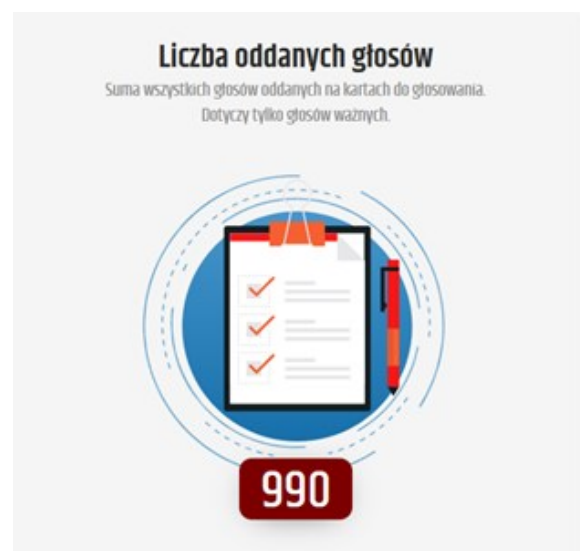 Liczba oddanych głosów
Suma wszystkich głosów oddanych na kartach do głosowania.
Dotyczy tylko głosów ważnych.
990